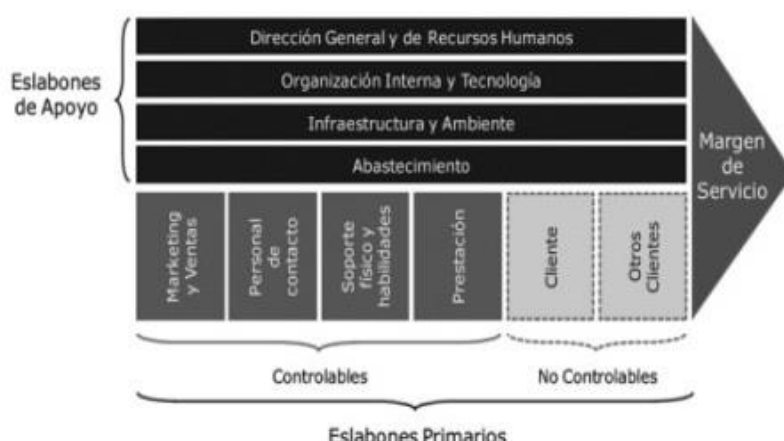 Dirección General y de Recursos Humanos
Eslabones
de Apoyo
Organización Interna y Tecnología
Infraestructura y Ambiente
Abastecimiento
Margen
de
Servicio
Marketing
y Ventas
Personal
de
contacto
Soporte
físico y
habilidades
Prestación
Cliente
Otros
Clientes
Controlables
No Controlables
Eslabones Primarios